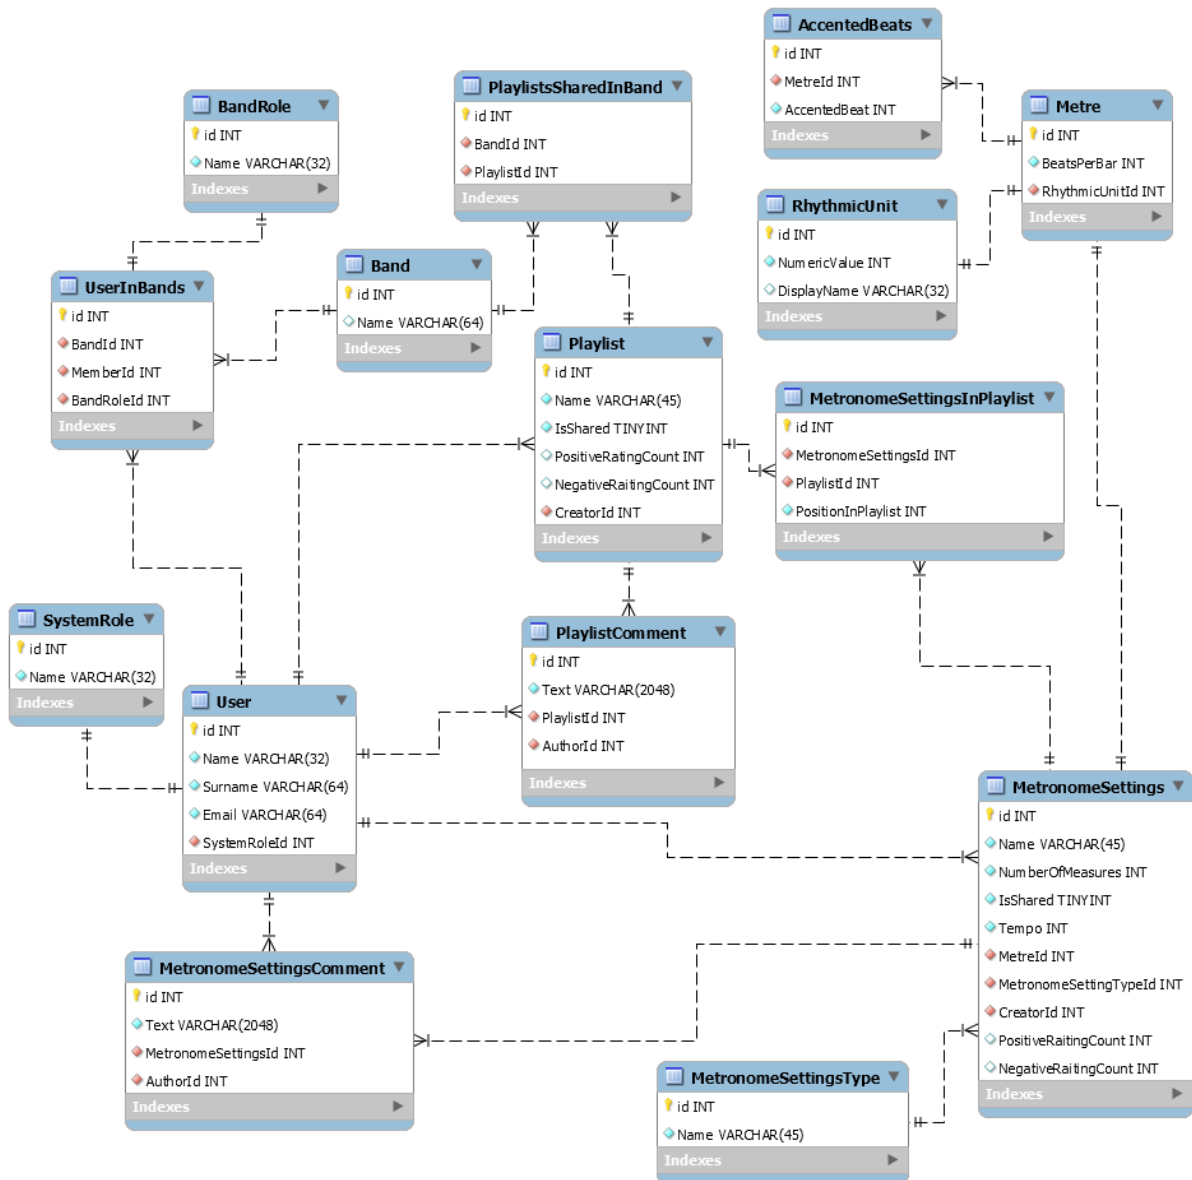 AccentedBeats
id INT
MetreId INT
AccentedBeat INT
Indexes
PlaylistsSharedInBand
id INT
BandId INT
PlaylistId INT
Indexes
BandRole
id INT
Name VARCHAR(32)
Indexes
Metre
id INT
BeatsPerBar INT
RhythmicUnitId INT
Indexes
RhythmicUnit
id INT
NumericValue INT
DisplayName VARCHAR(32)
Indexes
Band
id INT
Name VARCHAR(64)
Indexes
UserInBands
id INT
BandId INT
MemberId INT
BandRoleId INT
Indexes
Playlist
id INT
Name VARCHAR(45)
IsShared TINYINT
PositiveRatingCount INT
NegativeRaitingCount INT
CreatorId INT
Indexes
MetronomeSettingsInPlaylist
id INT
MetronomeSettingsId INT
PlaylistId INT
PositionInPlaylist INT
Indexes
SystemRole
id INT
Name VARCHAR(32)
Indexes
PlaylistComment
id INT
Text VARCHAR(2048)
PlaylistId INT
AuthorId INT
Indexes
User
id INT
Name VARCHAR(32)
Surname VARCHAR(64)
Email VARCHAR(64)
SystemRoleId INT
Indexes
MetronomeSettings
id INT
Name VARCHAR(45)
NumberOfMeasures INT
IsShared TINYINT
Tempo INT
MetreId INT
MetronomeSettingTypeId INT
CreatorId INT
PositiveRaitingCount INT
NegativeRaitingCount INT
Indexes
MetronomeSettingsComment
id INT
Text VARCHAR(2048)
MetronomeSettingsId INT
AuthorId INT
Indexes
MetronomeSettingsType
id INT
Name VARCHAR(45)
Indexes